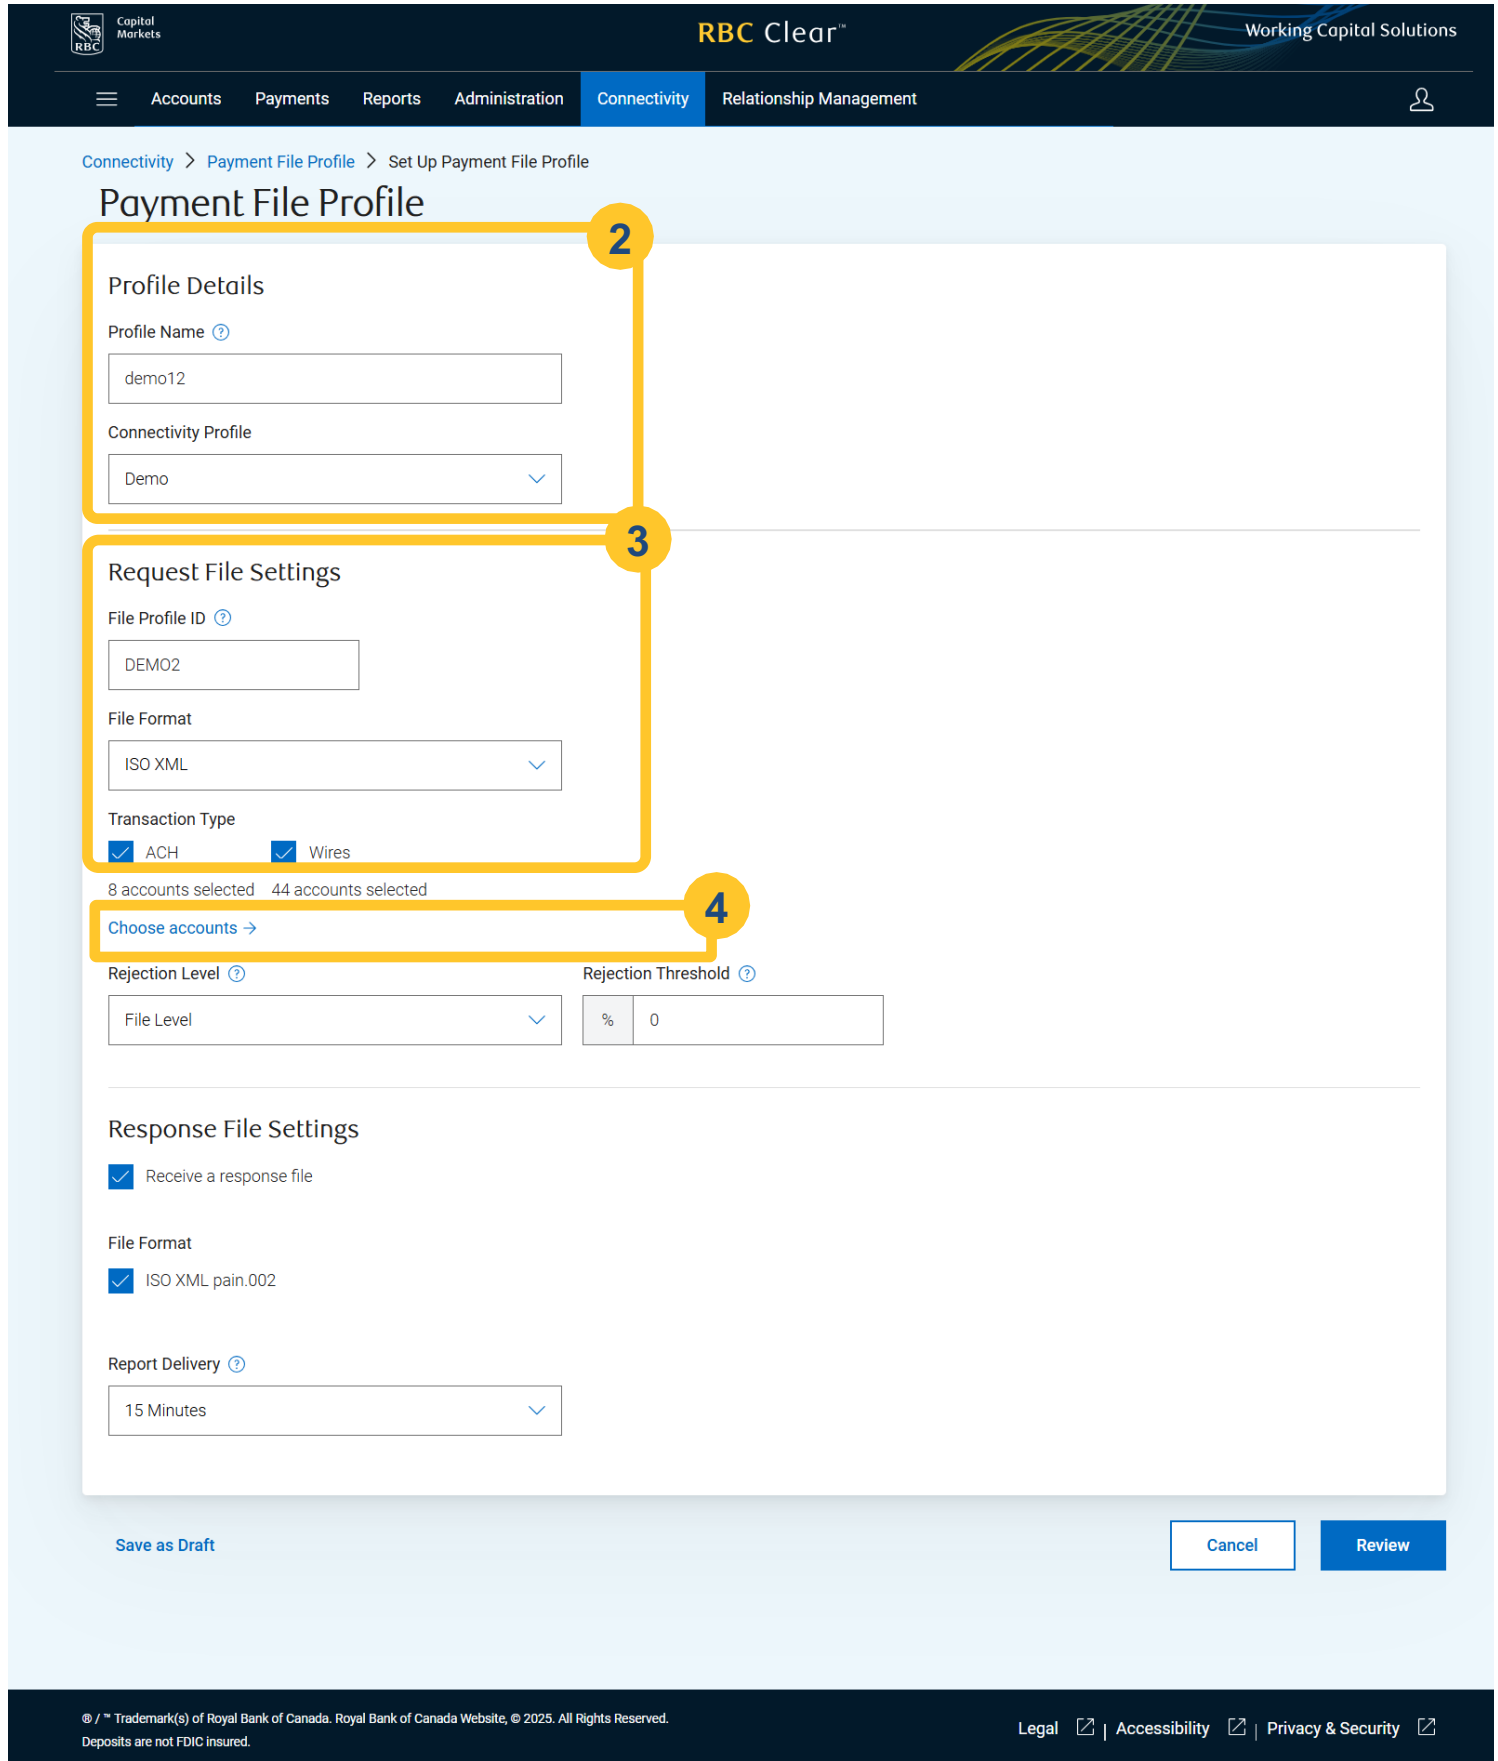 Capital
Markets
RBC
RBC Clear™
Working Capital Solutions
Accounts Payments Reports Administration Connectivity Relationship Management
Connectivity > Payment File Profile > Set Up Payment File Profile
Payment File Profile
2
Profile Details
Profile Name ?
demo12
Connectivity Profile
Demo
3
Request File Settings
File Profile ID ?
DEMO2
File Format
ISO XML
Transaction Type
ACH Wires
8 accounts selected 44 accounts selected
4
Choose accounts →
Rejection Level ? Rejection Threshold ?
File Level % 0
Response File Settings
Receive a response file
File Format
ISO XML pain.002
Report Delivery ?
15 Minutes
Save as Draft Cancel Review
® / ™ Trademark(s) of Royal Bank of Canada. Royal Bank of Canada Website, © 2025. All Rights Reserved.
Deposits are not FDIC insured.
Legal | Accessibility | Privacy & Security